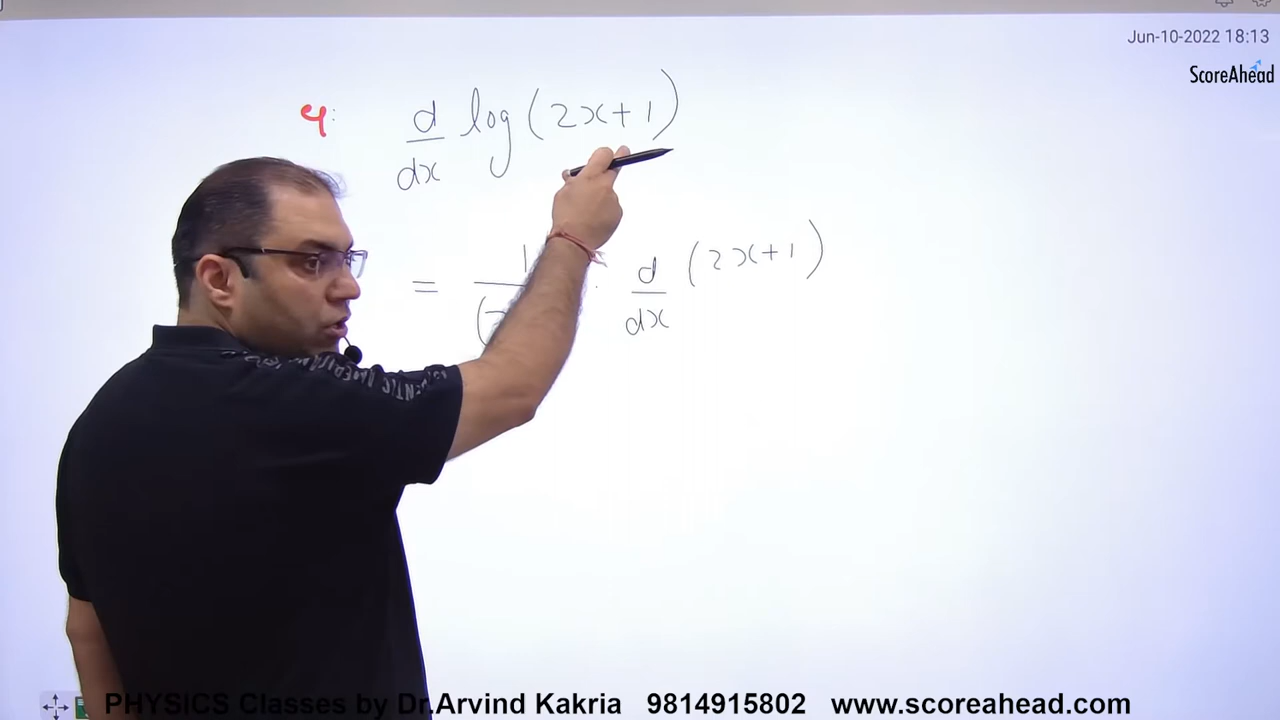 Jun-10-2022 18:13
ScoreAhead
4: d/dx log(2x+1)
= 1/(2 · d/dx (2x+1)
PHYSICS Classes by Dr.Arvind Kakria 9814915802 www.scoreahead.com